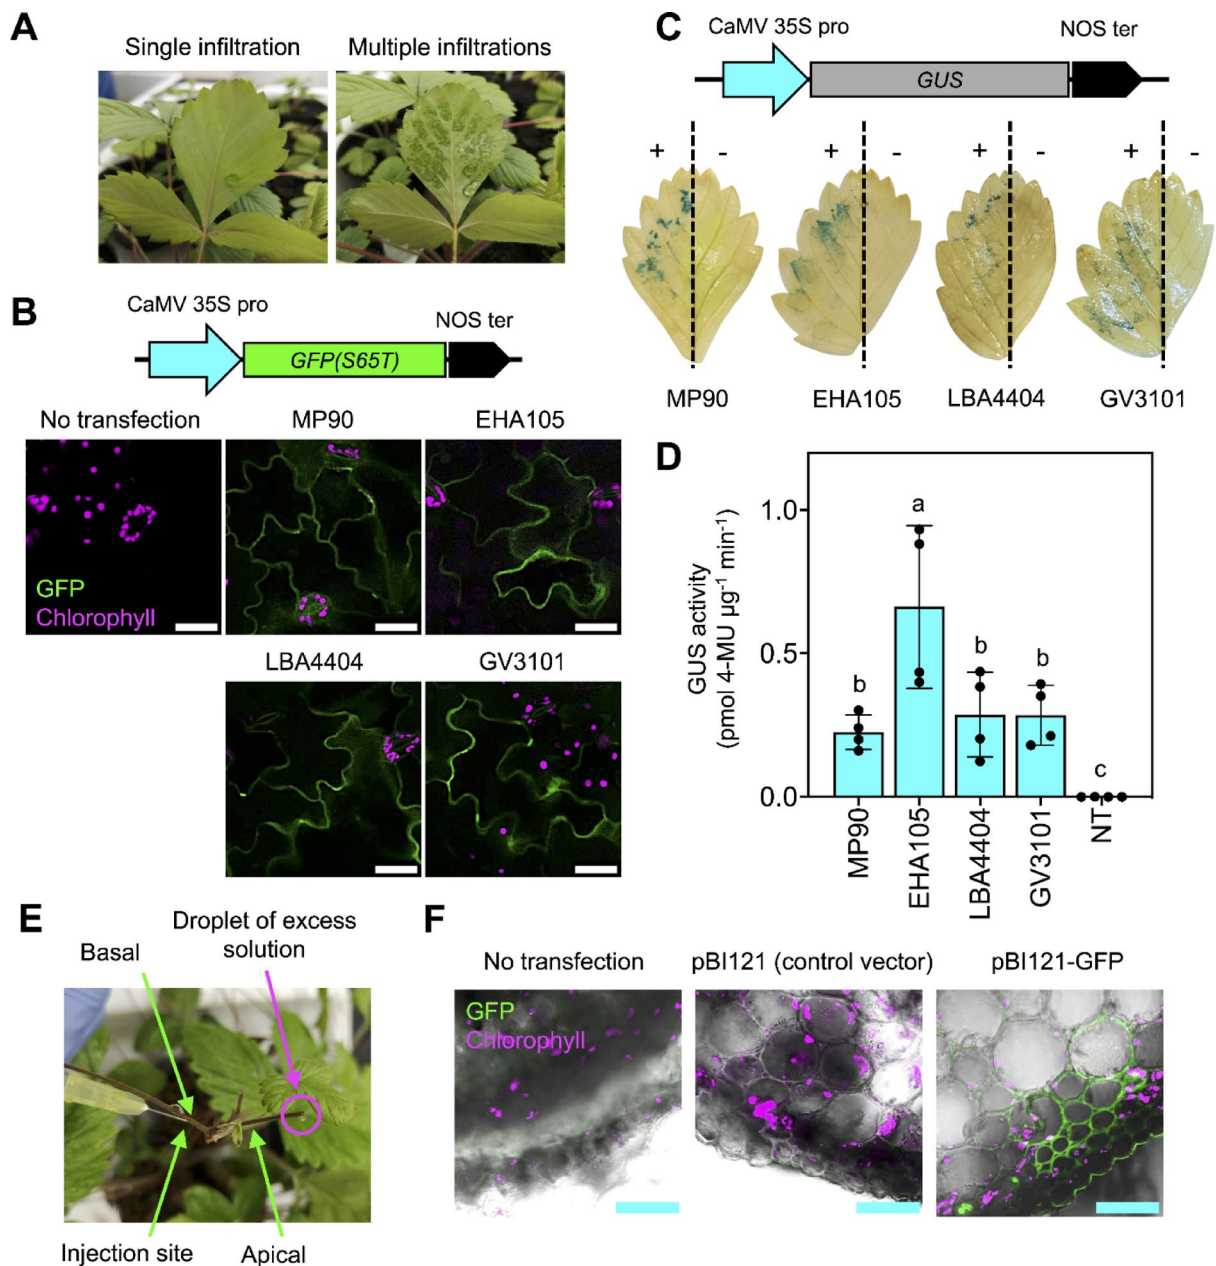 A
Single infiltration
Multiple infiltrations
B
CaMV 35S pro
NOS ter
GFP(S65T)
No transfection
MP90
EHA105
GFP
Chlorophyll
LBA4404
GV3101
C
CaMV 35S pro
NOS ter
GUS
+ -
+ -
+ -
+ -
MP90
EHA105
LBA4404
GV3101
D
GUS activity
(pmol 4-MU µg⁻¹ min⁻¹)
1.0
0.5
0.0
b
a
b
b
c
MP90
EHA105
LBA4404
GV3101
NT
E
Droplet of excess
solution
Basal
Injection site
Apical
F
No transfection
pBI121 (control vector)
pBI121-GFP
GFP
Chlorophyll